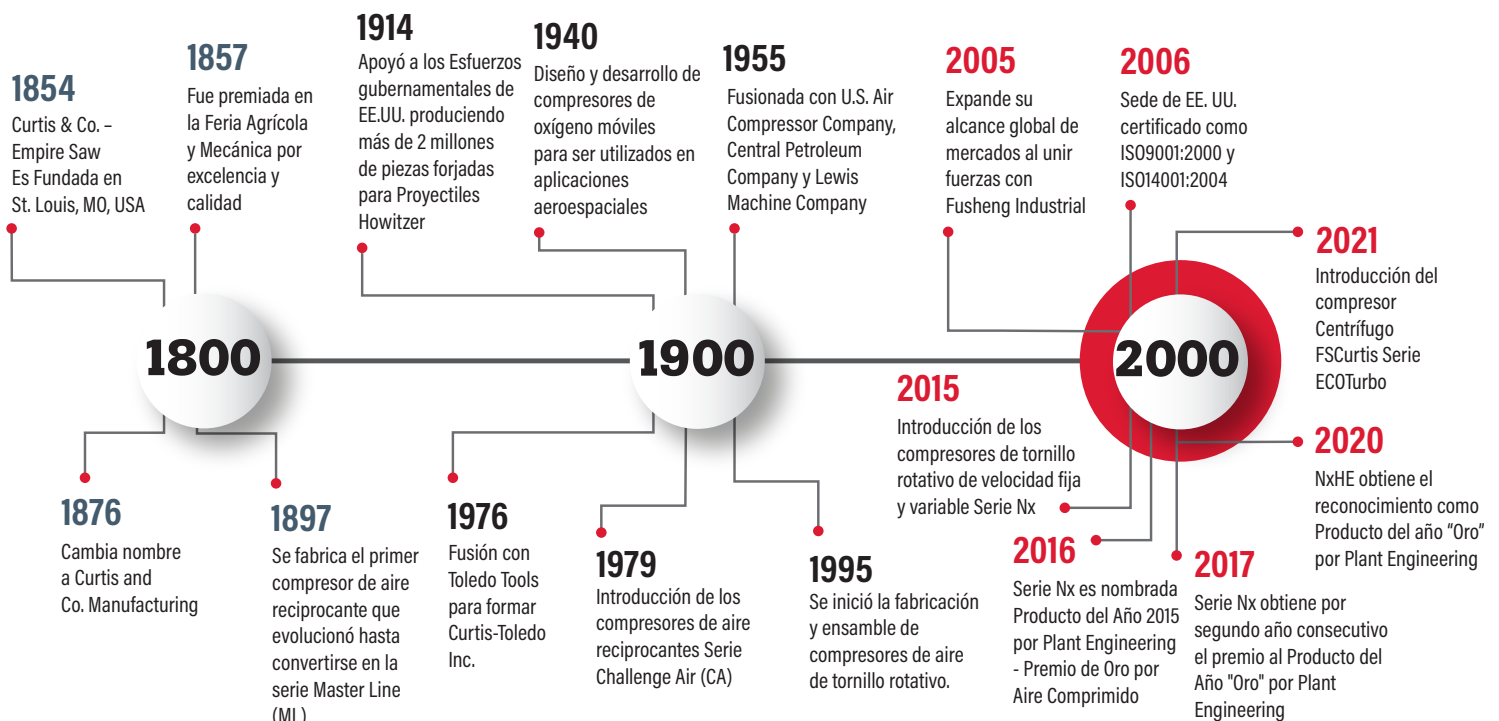 1854
Curtis & Co. –
Empire Saw
Es Fundada en
St. Louis, MO, USA
1857
Fue premiada en
la Feria Agrícola
y Mecánica por
excelencia y
calidad
1914
Apoyó a los Esfuerzos
gubernamentales de
EE.UU. produciendo
más de 2 millones
de piezas forjadas
para Proyectiles
Howitzer
1940
Diseño y desarrollo de
compresores de
oxígeno móviles
para ser utilizados en
aplicaciones
aeroespaciales
1955
Fusionada con U.S. Air
Compressor Company,
Central Petroleum
Company y Lewis
Machine Company
2005
Expande su
alcance global de
mercados al unir
fuerzas con
Fusheng Industrial
2006
Sede de EE. UU.
certificado como
ISO9001:2000 y
ISO14001:2004
2021
Introducción del
compresor
Centrífugo
FSCurtis Serie
ECOTurbo
1800
1900
2000
1876
Cambia nombre
a Curtis and
Co. Manufacturing
1897
Se fabrica el primer
compresor de aire
reciprocante que
evolucionó hasta
convertirse en la
serie Master Line
(ML)
1976
Fusión con
Toledo Tools
para formar
Curtis-Toledo
Inc.
1979
Introducción de los
compresores de aire
reciprocantes Serie
Challenge Air (CA)
1995
Se inició la fabricación
y ensamble de
compresores de aire
de tornillo rotativo.
2015
Introducción de los
compresores de tornillo
rotativo de velocidad fija
y variable Serie Nx
2016
Serie Nx es nombrada
Producto del Año 2015
por Plant Engineering
- Premio de Oro por
Aire Comprimido
2017
Serie Nx obtiene por
segundo año consecutivo
el premio al Producto del
Año "Oro" por Plant
Engineering
2020
NxHE obtiene el
reconocimiento como
Producto del año “Oro”
por Plant Engineering